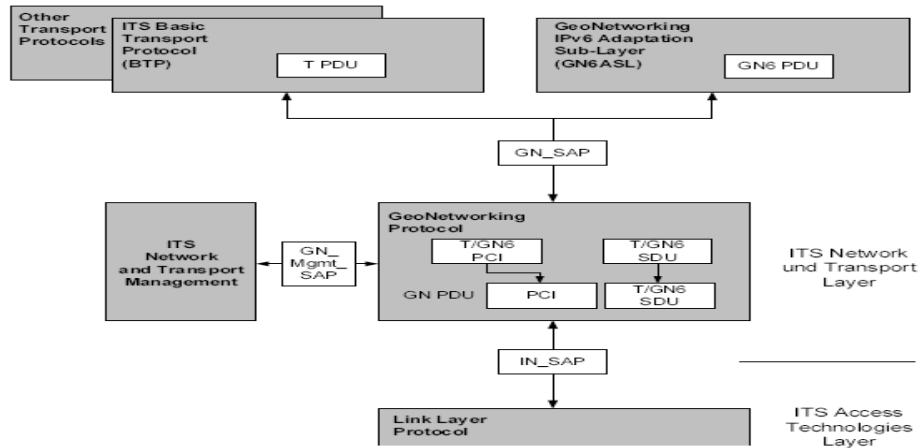 Other
Transport
Protocols
ITS Basic
Transport
Protocol
(BTP)
T PDU
GeoNetworking
IPv6 Adaptation
Sub-Layer
(GN6ASL)
GN6 PDU
GN_SAP
ITS
Network
and Transport
Management
GN_
Mgmt_
SAP
GeoNetworking
Protocol
T/GN6
PCI
T/GN6
SDU
GN PDU
PCI
T/GN6
SDU
ITS Network
und Transport
Layer
IN_SAP
Link Layer
Protocol
ITS Access
Technologies
Layer